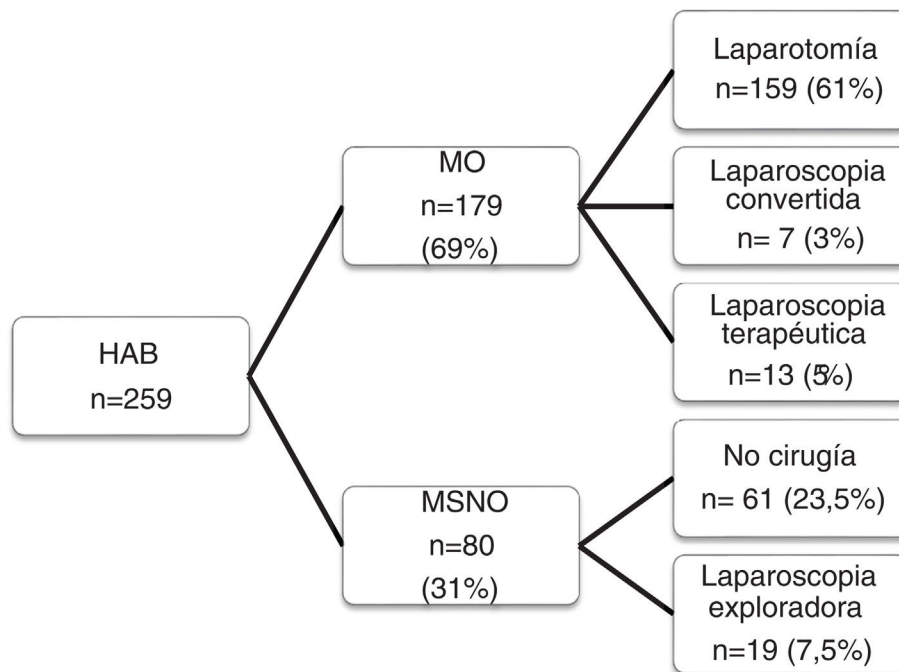 HAB
n=259
MO
n=179
(69%)
MSNO
n=80
(31%)
Laparotomía
n=159 (61%)
Laparoscopia
convertida
n= 7 (3%)
Laparoscopia
terapéutica
n=13 (5%)
No cirugía
n= 61 (23,5%)
Laparoscopia
exploradora
n=19 (7,5%)